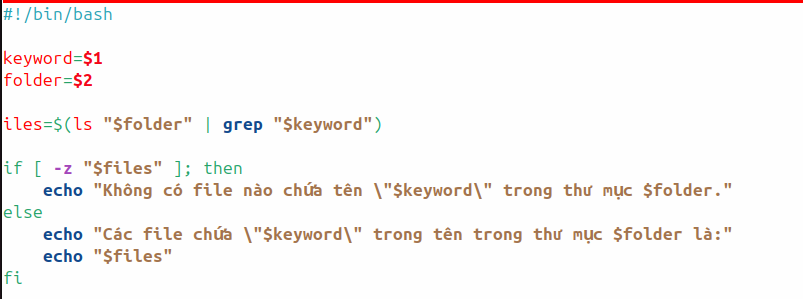 #!/bin/bash
keyword=$1
folder=$2
iles=$(ls "$folder" | grep "$keyword")
if [ -z "$files" ]; then
    echo "Không có file nào chứa tên \"$keyword\" trong thư mục $folder."
else
    echo "Các file chứa \"$keyword\" trong tên trong thư mục $folder là:"
    echo "$files"
fi